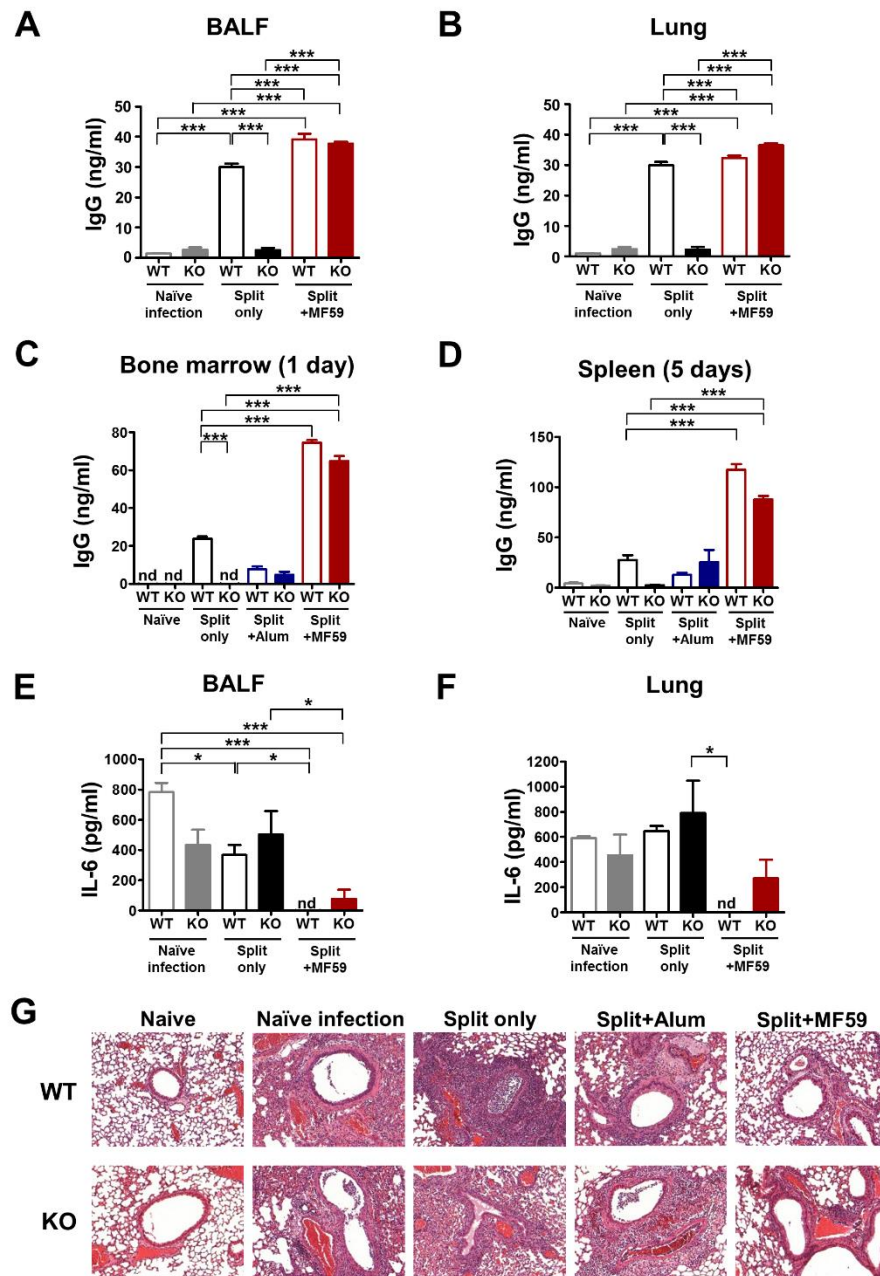 A
BALF
***
***
***
***
***
***
***
IgG (ng/ml)
50
40
30
20
10
0
WT KO WT KO WT KO
Naïve infection
Split only
Split +MF59
B
Lung
***
***
***
***
***
***
***
IgG (ng/ml)
50
40
30
20
10
0
WT KO WT KO WT KO
Naïve infection
Split only
Split +MF59
C
Bone marrow (1 day)
***
***
***
***
IgG (ng/ml)
80
60
40
20
0
nd nd nd
WT KO WT KO WT KO WT KO
Naïve
Split only
Split +Alum
Split +MF59
D
Spleen (5 days)
***
***
***
IgG (ng/ml)
150
100
50
0
WT KO WT KO WT KO WT KO
Naïve
Split only
Split +Alum
Split +MF59
E
BALF
*
***
***
* *
IL-6 (pg/ml)
1000
800
600
400
200
0
nd
WT KO WT KO WT KO
Naïve infection
Split only
Split +MF59
F
Lung
*
IL-6 (pg/ml)
1400
1200
1000
800
600
400
200
0
nd
WT KO WT KO WT KO
Naïve infection
Split only
Split +MF59
G
Naive Naïve infection Split only Split+Alum Split+MF59
WT
KO